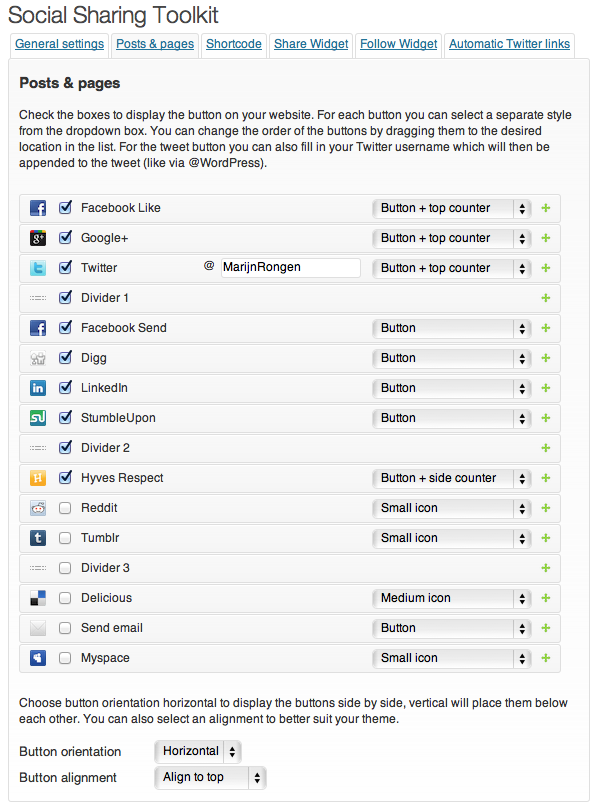 Social Sharing Toolkit
General settings Posts & pages Shortcode Share Widget Follow Widget Automatic Twitter links
Posts & pages
Check the boxes to display the button on your website. For each button you can select a separate style
from the dropdown box. You can change the order of the buttons by dragging them to the desired
location in the list. For the tweet button you can also fill in your Twitter username which will then be
appended to the tweet (like via @WordPress).
Facebook Like Button + top counter
Google+ Button + top counter
Twitter @ MarijnRongen Button + top counter
Divider 1
Facebook Send Button
Digg Button
LinkedIn Button
StumbleUpon Button
Divider 2
Hyves Respect Button + side counter
Reddit Small icon
Tumblr Small icon
Divider 3
Delicious Medium icon
Send email Button
Myspace Small icon
Choose button orientation horizontal to display the buttons side by side, vertical will place them below
each other. You can also select an alignment to better suit your theme.
Button orientation Horizontal
Button alignment Align to top